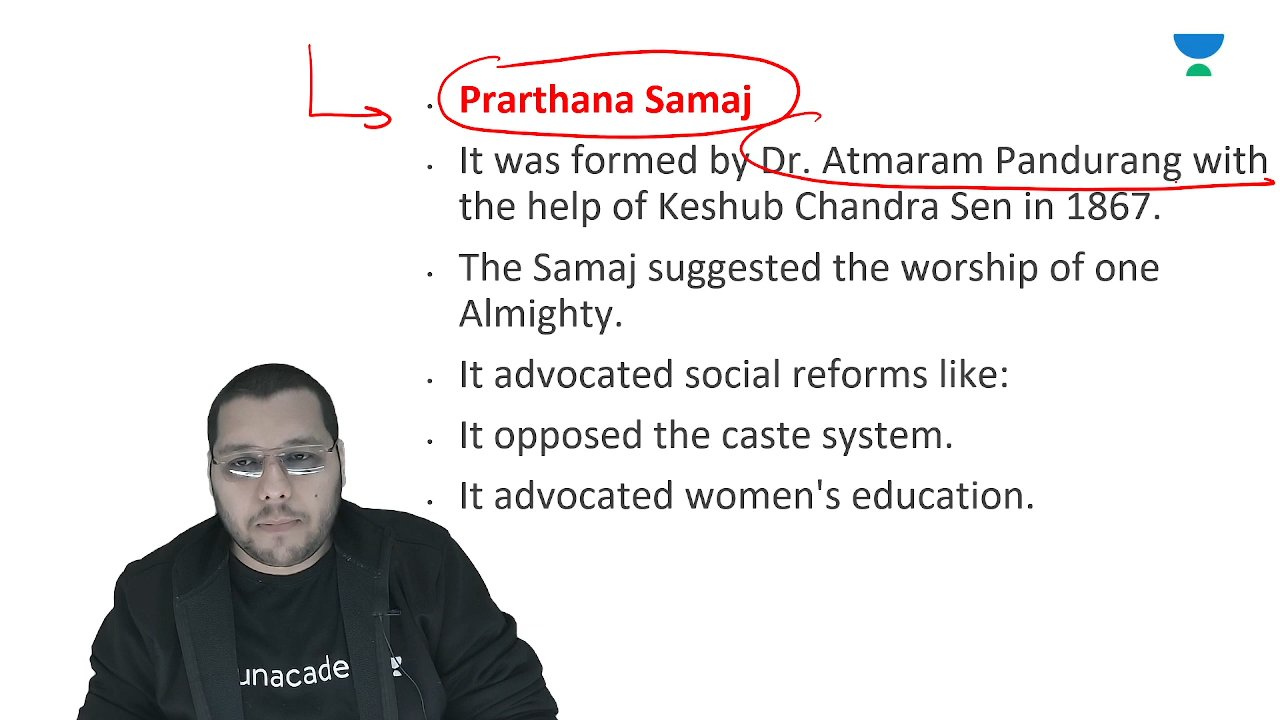 Prarthana Samaj
It was formed by Dr. Atmaram Pandurang with
the help of Keshub Chandra Sen in 1867.
The Samaj suggested the worship of one
Almighty.
It advocated social reforms like:
It opposed the caste system.
It advocated women's education.
unacade